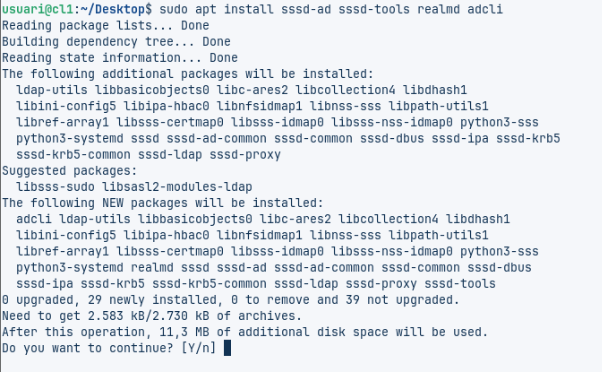 usuari@cl1:~/Desktop$ sudo apt install sssd-ad sssd-tools realmd adcli
Reading package lists... Done
Building dependency tree... Done
Reading state information... Done
The following additional packages will be installed:
  ldap-utils libbasicobjects0 libc-ares2 libcollection4 libdhash1
  libini-config5 libipa-hbac0 libnfsidmap1 libnss-sss libpath-utils1
  libref-array1 libsss-certmap0 libsss-idmap0 libsss-nss-idmap0 python3-sss
  python3-systemd sssd sssd-ad-common sssd-common sssd-dbus sssd-ipa sssd-krb5
  sssd-krb5-common sssd-ldap sssd-proxy
Suggested packages:
  libsss-sudo libsasl2-modules-ldap
The following NEW packages will be installed:
  adcli ldap-utils libbasicobjects0 libc-ares2 libcollection4 libdhash1
  libini-config5 libipa-hbac0 libnfsidmap1 libnss-sss libpath-utils1
  libref-array1 libsss-certmap0 libsss-idmap0 libsss-nss-idmap0 python3-sss
  python3-systemd realmd sssd sssd-ad sssd-ad-common sssd-common sssd-dbus
  sssd-ipa sssd-krb5 sssd-krb5-common sssd-ldap sssd-proxy sssd-tools
0 upgraded, 29 newly installed, 0 to remove and 39 not upgraded.
Need to get 2.583 kB/2.730 kB of archives.
After this operation, 11,3 MB of additional disk space will be used.
Do you want to continue? [Y/n]